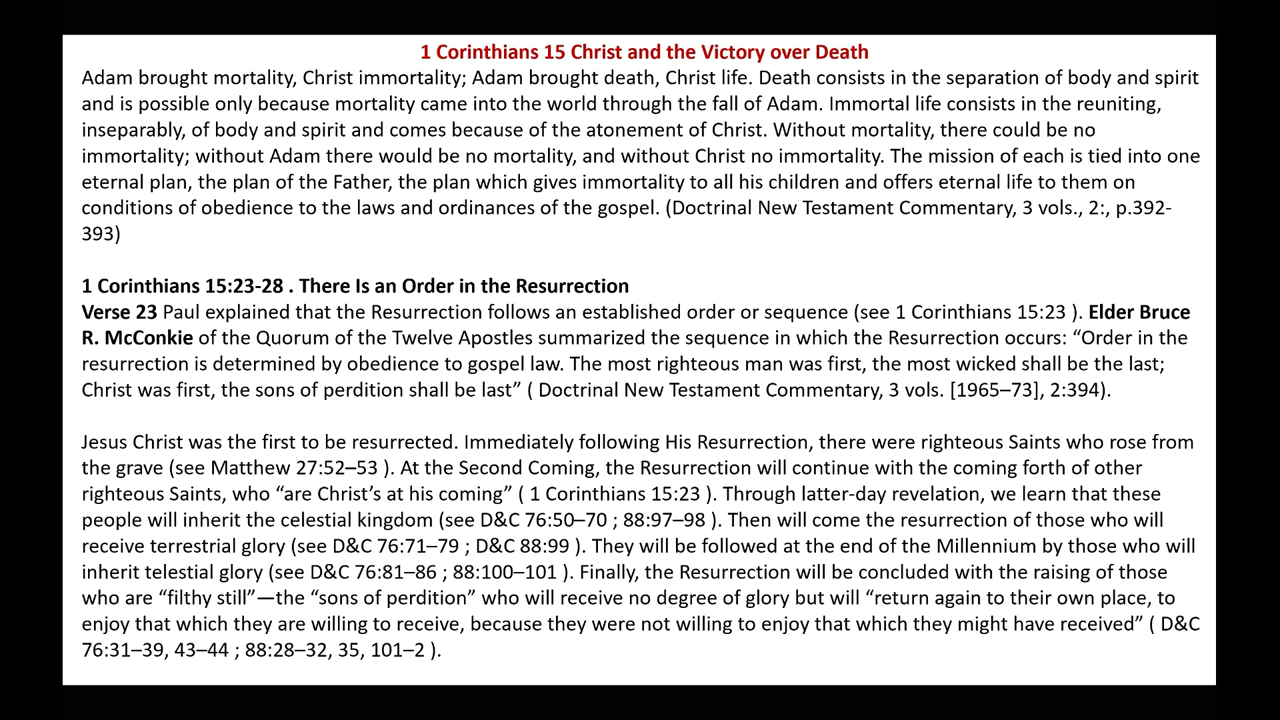 1 Corinthians 15 Christ and the Victory over Death
Adam brought mortality, Christ immortality; Adam brought death, Christ life. Death consists in the separation of body and spirit
and is possible only because mortality came into the world through the fall of Adam. Immortal life consists in the reuniting,
inseparably, of body and spirit and comes because of the atonement of Christ. Without mortality, there could be no
immortality; without Adam there would be no mortality, and without Christ no immortality. The mission of each is tied into one
eternal plan, the plan of the Father, the plan which gives immortality to all his children and offers eternal life to them on
conditions of obedience to the laws and ordinances of the gospel. (Doctrinal New Testament Commentary, 3 vols., 2:, p.392-
393)
1 Corinthians 15:23-28 . There Is an Order in the Resurrection
Verse 23 Paul explained that the Resurrection follows an established order or sequence (see 1 Corinthians 15:23 ). Elder Bruce
R. McConkie of the Quorum of the Twelve Apostles summarized the sequence in which the Resurrection occurs: “Order in the
resurrection is determined by obedience to gospel law. The most righteous man was first, the most wicked shall be the last;
Christ was first, the sons of perdition shall be last” ( Doctrinal New Testament Commentary, 3 vols. [1965–73], 2:394).
Jesus Christ was the first to be resurrected. Immediately following His Resurrection, there were righteous Saints who rose from
the grave (see Matthew 27:52–53 ). At the Second Coming, the Resurrection will continue with the coming forth of other
righteous Saints, who “are Christ’s at his coming” ( 1 Corinthians 15:23 ). Through latter-day revelation, we learn that these
people will inherit the celestial kingdom (see D&C 76:50–70 ; 88:97–98 ). Then will come the resurrection of those who will
receive terrestrial glory (see D&C 76:71–79 ; D&C 88:99 ). They will be followed at the end of the Millennium by those who will
inherit telestial glory (see D&C 76:81–86 ; 88:100–101 ). Finally, the Resurrection will be concluded with the raising of those
who are “filthy still”—the “sons of perdition” who will receive no degree of glory but will “return again to their own place, to
enjoy that which they are willing to receive, because they were not willing to enjoy that which they might have received” ( D&C
76:31–39, 43–44 ; 88:28–32, 35, 101–2 ).